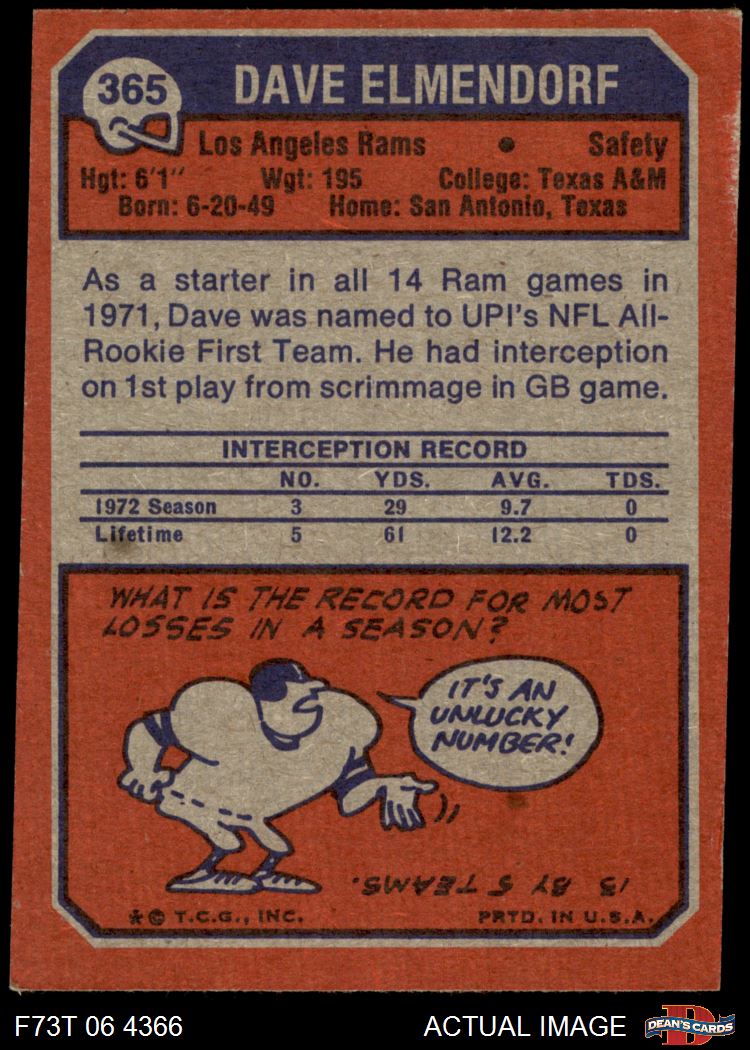 365
DAVE ELMENDORF
Los Angeles Rams • Safety
Hgt: 6'1" Wgt: 195 College: Texas A&M
Born: 6-20-49 Home: San Antonio, Texas
As a starter in all 14 Ram games in
1971, Dave was named to UPI's NFL All-
Rookie First Team. He had interception
on 1st play from scrimmage in GB game.
INTERCEPTION RECORD
NO. YDS. AVG. TDS.
1972 Season 3 29 9.7 0
Lifetime 5 61 12.2 0
WHAT IS THE RECORD FOR MOST
LOSSES IN A SEASON?
IT'S AN
UNLUCKY
NUMBER!
13 BY 5 TEAMS.
★ © T.C.G., INC. PRTD. IN U.S.A.
F73T 06 4366 ACTUAL IMAGE D DEAN'S CARDS